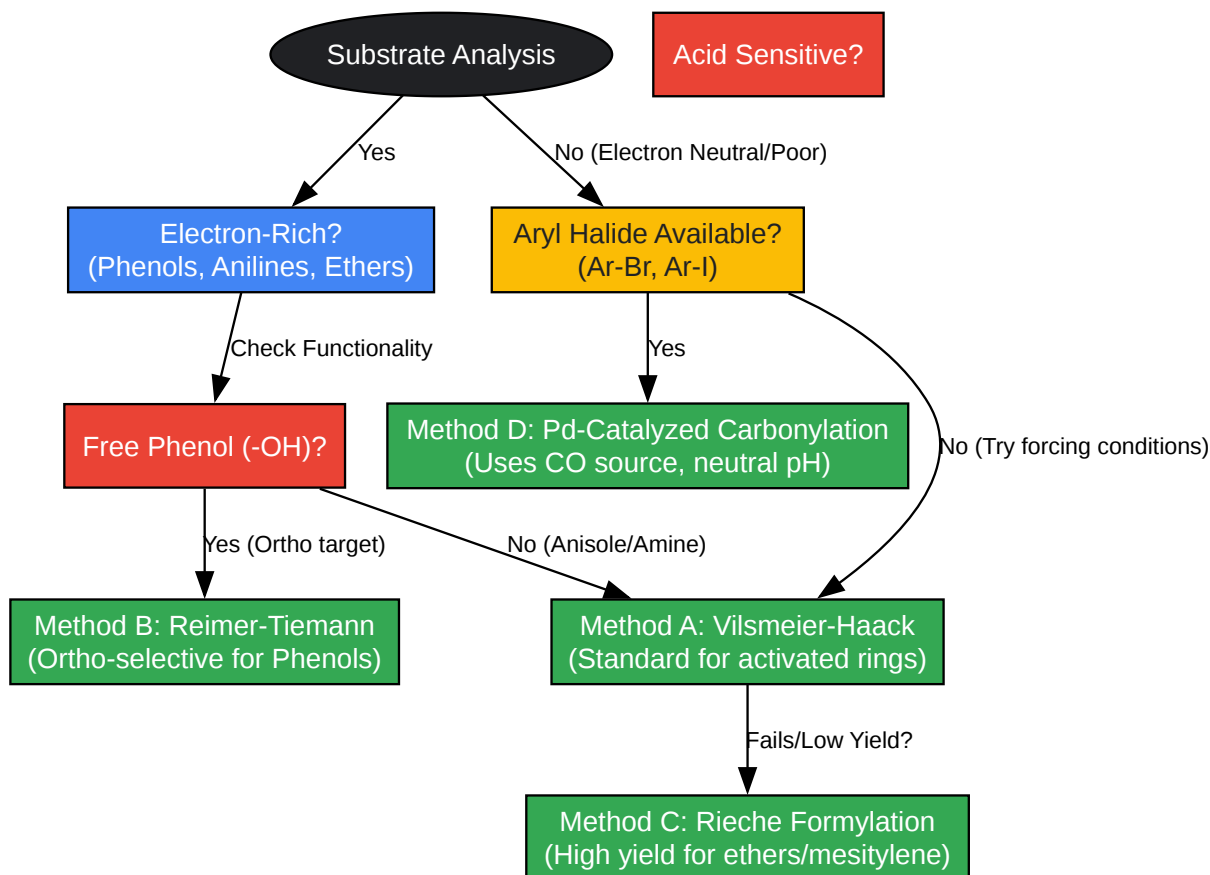 Substrate Analysis
Acid Sensitive?
Yes
No (Electron Neutral/Poor)
Electron-Rich?
(Phenols, Anilines, Ethers)
Aryl Halide Available?
(Ar-Br, Ar-I)
Check Functionality
Yes
Free Phenol (-OH)?
Method D: Pd-Catalyzed Carbonylation
(Uses CO source, neutral pH)
No (Try forcing conditions)
Yes (Ortho target)
No (Anisole/Amine)
Method B: Reimer-Tiemann
(Ortho-selective for Phenols)
Method A: Vilsmeier-Haack
(Standard for activated rings)
Fails/Low Yield?
Method C: Rieche Formylation
(High yield for ethers/mesitylene)